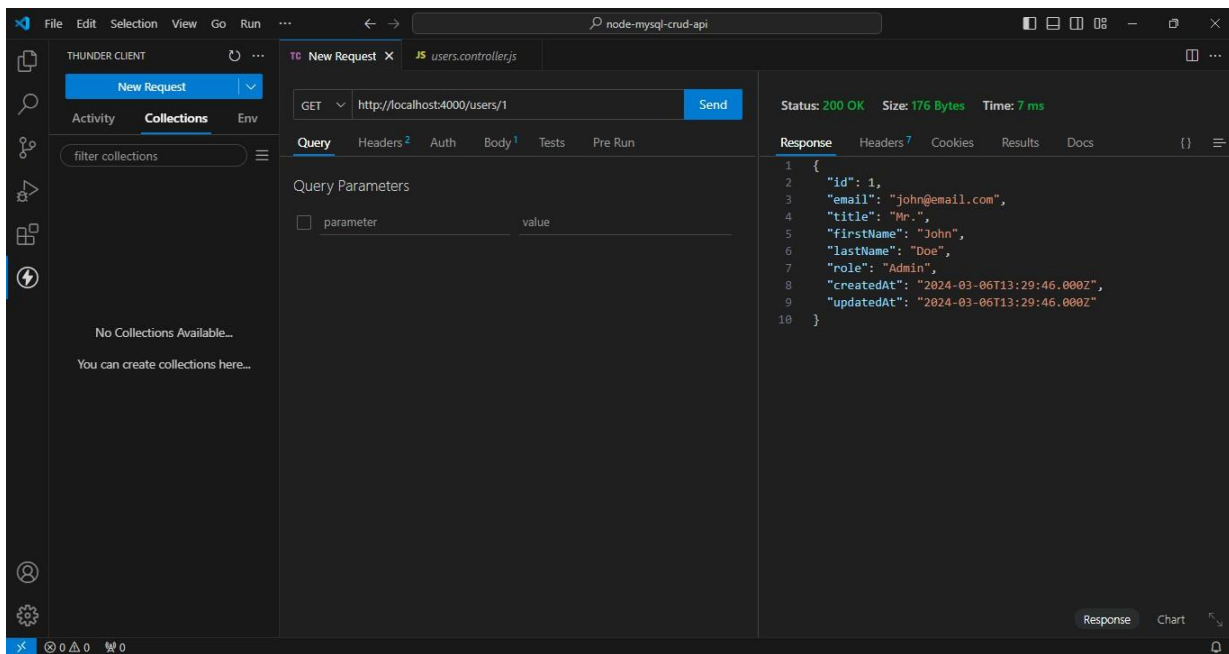 File Edit Selection View Go Run ... node-mysql-crud-api
THUNDER CLIENT ...
TC New Request JS users.controller.js ...
New Request
Activity Collections Env
filter collections
No Collections Available...
You can create collections here...
GET http://localhost:4000/users/1 Send
Query Headers 2 Auth Body 1 Tests Pre Run
Query Parameters
parameter value
Status: 200 OK Size: 176 Bytes Time: 7 ms
Response Headers 7 Cookies Results Docs {}
1 {
2 "id": 1,
3 "email": "john@email.com",
4 "title": "Mr.",
5 "firstName": "John",
6 "lastName": "Doe",
7 "role": "Admin",
8 "createdAt": "2024-03-06T13:29:46.000Z",
9 "updatedAt": "2024-03-06T13:29:46.000Z"
10 }
Response Chart
0 0 0